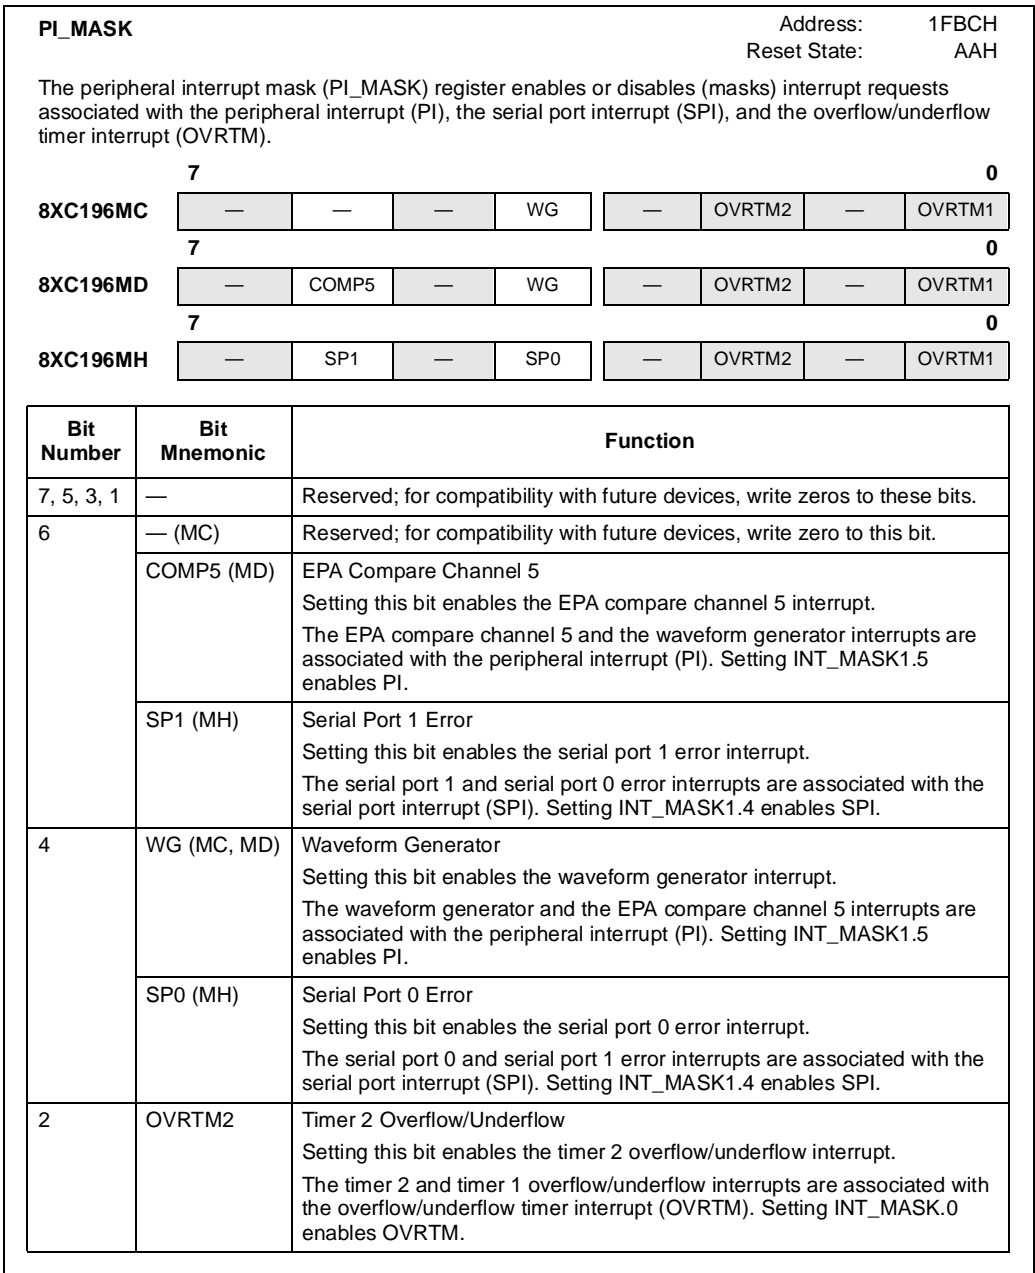 PI_MASK
Address: 1FBCH
Reset State: AAH
The peripheral interrupt mask (PI_MASK) register enables or disables (masks) interrupt requests
associated with the peripheral interrupt (PI), the serial port interrupt (SPI), and the overflow/underflow
timer interrupt (OVRTM).
7 0
8XC196MC — — — WG — OVRTM2 — OVRTM1
7 0
8XC196MD — COMP5 — WG — OVRTM2 — OVRTM1
7 0
8XC196MH — SP1 — SP0 — OVRTM2 — OVRTM1
Bit Number Bit Mnemonic Function
7, 5, 3, 1 — Reserved; for compatibility with future devices, write zeros to these bits.
6 — (MC) Reserved; for compatibility with future devices, write zero to this bit.
COMP5 (MD) EPA Compare Channel 5
Setting this bit enables the EPA compare channel 5 interrupt.
The EPA compare channel 5 and the waveform generator interrupts are
associated with the peripheral interrupt (PI). Setting INT_MASK1.5
enables PI.
SP1 (MH) Serial Port 1 Error
Setting this bit enables the serial port 1 error interrupt.
The serial port 1 and serial port 0 error interrupts are associated with the
serial port interrupt (SPI). Setting INT_MASK1.4 enables SPI.
4 WG (MC, MD) Waveform Generator
Setting this bit enables the waveform generator interrupt.
The waveform generator and the EPA compare channel 5 interrupts are
associated with the peripheral interrupt (PI). Setting INT_MASK1.5
enables PI.
SP0 (MH) Serial Port 0 Error
Setting this bit enables the serial port 0 error interrupt.
The serial port 0 and serial port 1 error interrupts are associated with the
serial port interrupt (SPI). Setting INT_MASK1.4 enables SPI.
2 OVRTM2 Timer 2 Overflow/Underflow
Setting this bit enables the timer 2 overflow/underflow interrupt.
The timer 2 and timer 1 overflow/underflow interrupts are associated with
the overflow/underflow timer interrupt (OVRTM). Setting INT_MASK.0
enables OVRTM.